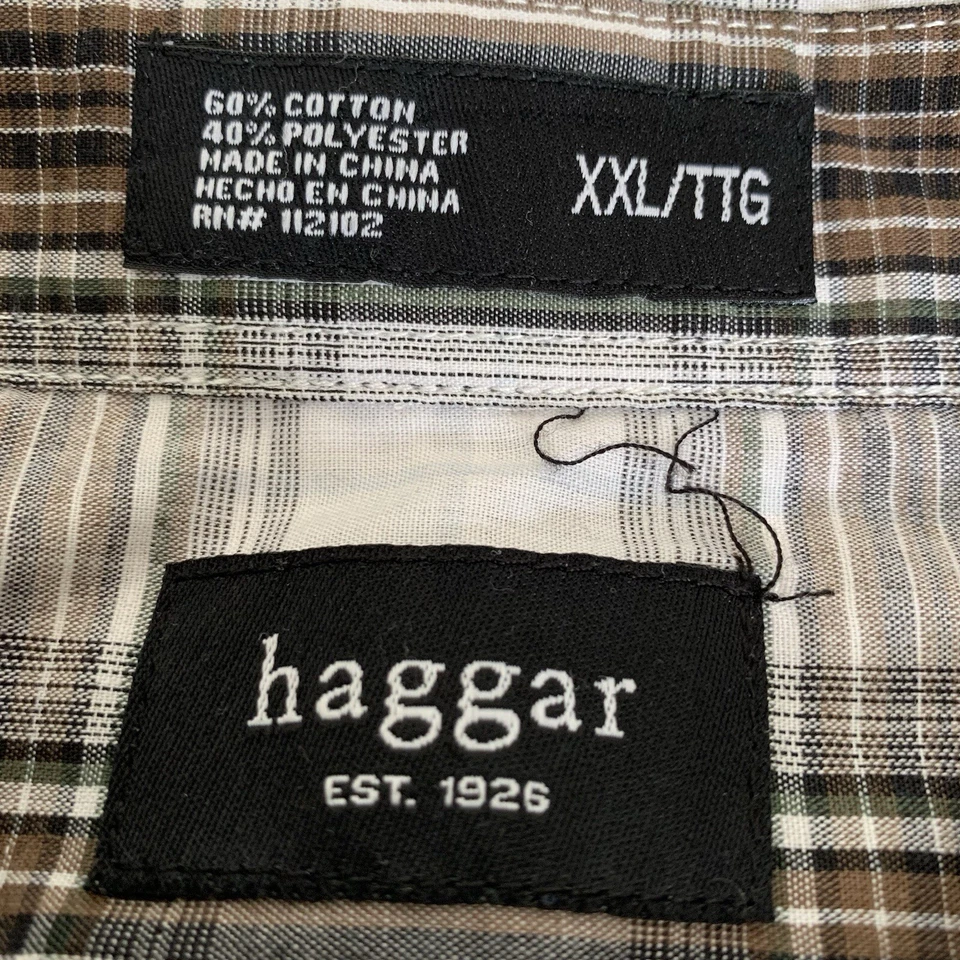 60% COTTON
40% POLYESTER
MADE IN CHINA
HECHO EN CHINA
RN# 112102
XXL/TTG
haggar
EST. 1926